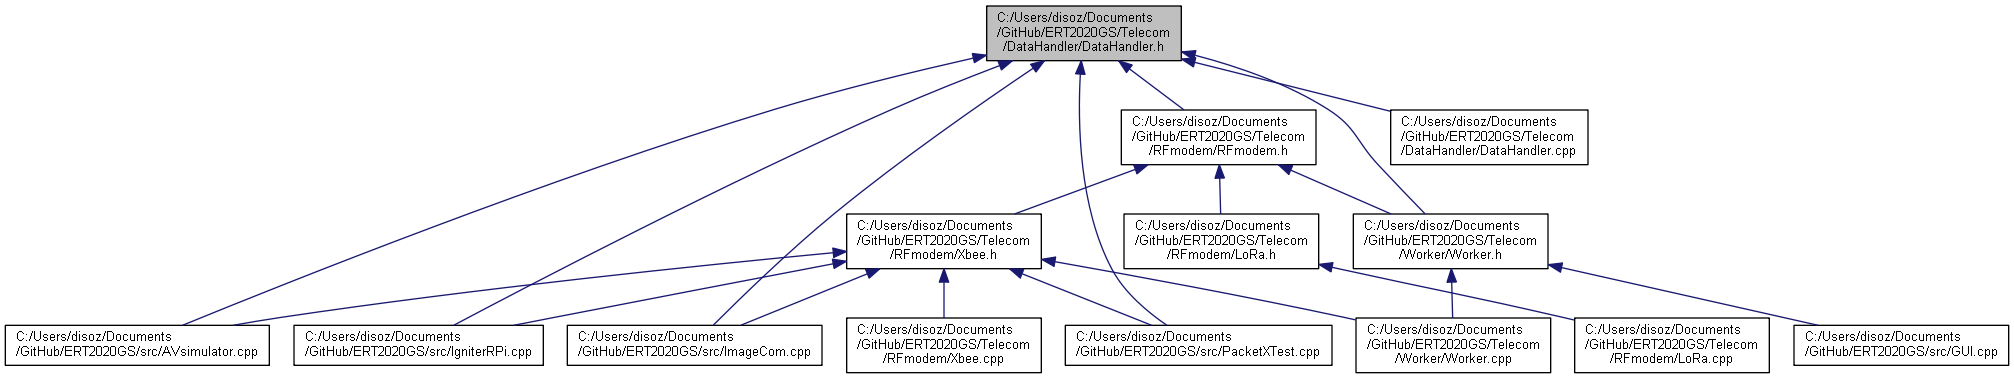 C:/Users/disoz/Documents
/GitHub/ERT2020GS/Telecom
/DataHandler/DataHandler.h
C:/Users/disoz/Documents
/GitHub/ERT2020GS/Telecom
/RFmodem/RFmodem.h
C:/Users/disoz/Documents
/GitHub/ERT2020GS/Telecom
/DataHandler/DataHandler.cpp
C:/Users/disoz/Documents
/GitHub/ERT2020GS/Telecom
/RFmodem/Xbee.h
C:/Users/disoz/Documents
/GitHub/ERT2020GS/Telecom
/RFmodem/LoRa.h
C:/Users/disoz/Documents
/GitHub/ERT2020GS/Telecom
/Worker/Worker.h
C:/Users/disoz/Documents
/GitHub/ERT2020GS/src/AVsimulator.cpp
C:/Users/disoz/Documents
/GitHub/ERT2020GS/src/IgniterRPi.cpp
C:/Users/disoz/Documents
/GitHub/ERT2020GS/src/ImageCom.cpp
C:/Users/disoz/Documents
/GitHub/ERT2020GS/Telecom
/RFmodem/Xbee.cpp
C:/Users/disoz/Documents
/GitHub/ERT2020GS/src/PacketXTest.cpp
C:/Users/disoz/Documents
/GitHub/ERT2020GS/Telecom
/Worker/Worker.cpp
C:/Users/disoz/Documents
/GitHub/ERT2020GS/Telecom
/RFmodem/LoRa.cpp
C:/Users/disoz/Documents
/GitHub/ERT2020GS/src/GUI.cpp